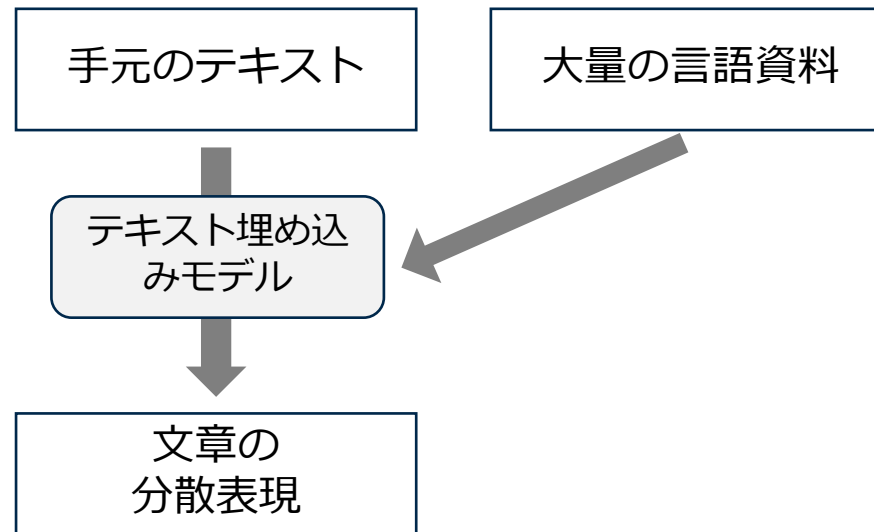 手元のテキスト
大量の言語資料
テキスト埋め込
みモデル
文章の
分散表現